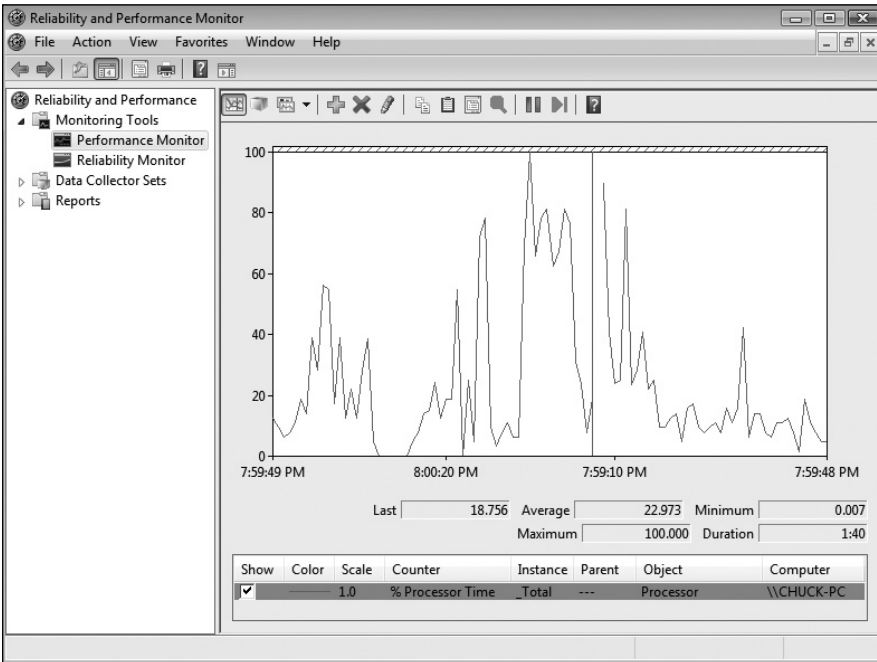 Reliability and Performance Monitor
File Action View Favorites Window Help
Reliability and Performance
Monitoring Tools
Performance Monitor
Reliability Monitor
Data Collector Sets
Reports
100
80
60
40
20
0
7:59:49 PM 8:00:20 PM 7:59:10 PM 7:59:48 PM
Last 18.756 Average 22.973 Minimum 0.007
Maximum 100.000 Duration 1:40
Show Color Scale Counter Instance Parent Object Computer
1.0 % Processor Time _Total --- Processor \\CHUCK-PC